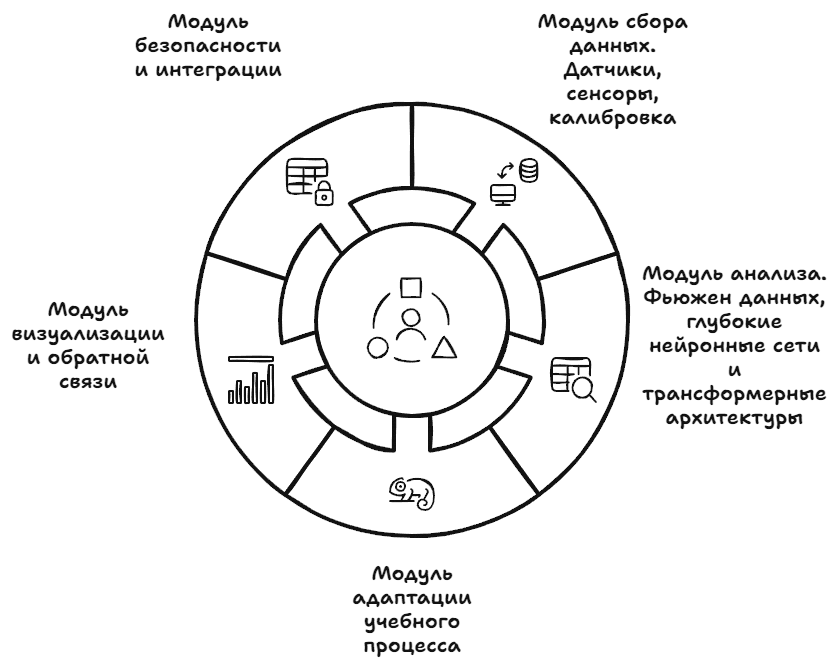 Модуль
безопасности
и интеграции
Модуль сбора
данных.
Датчики,
сенсоры,
калибровка
Модуль анализа.
Фьюжен данных,
глубокие
нейронные сети
и
трансформерные
архитектуры
Модуль
визуализации
и обратной
связи
Модуль
адаптации
учебного
процесса